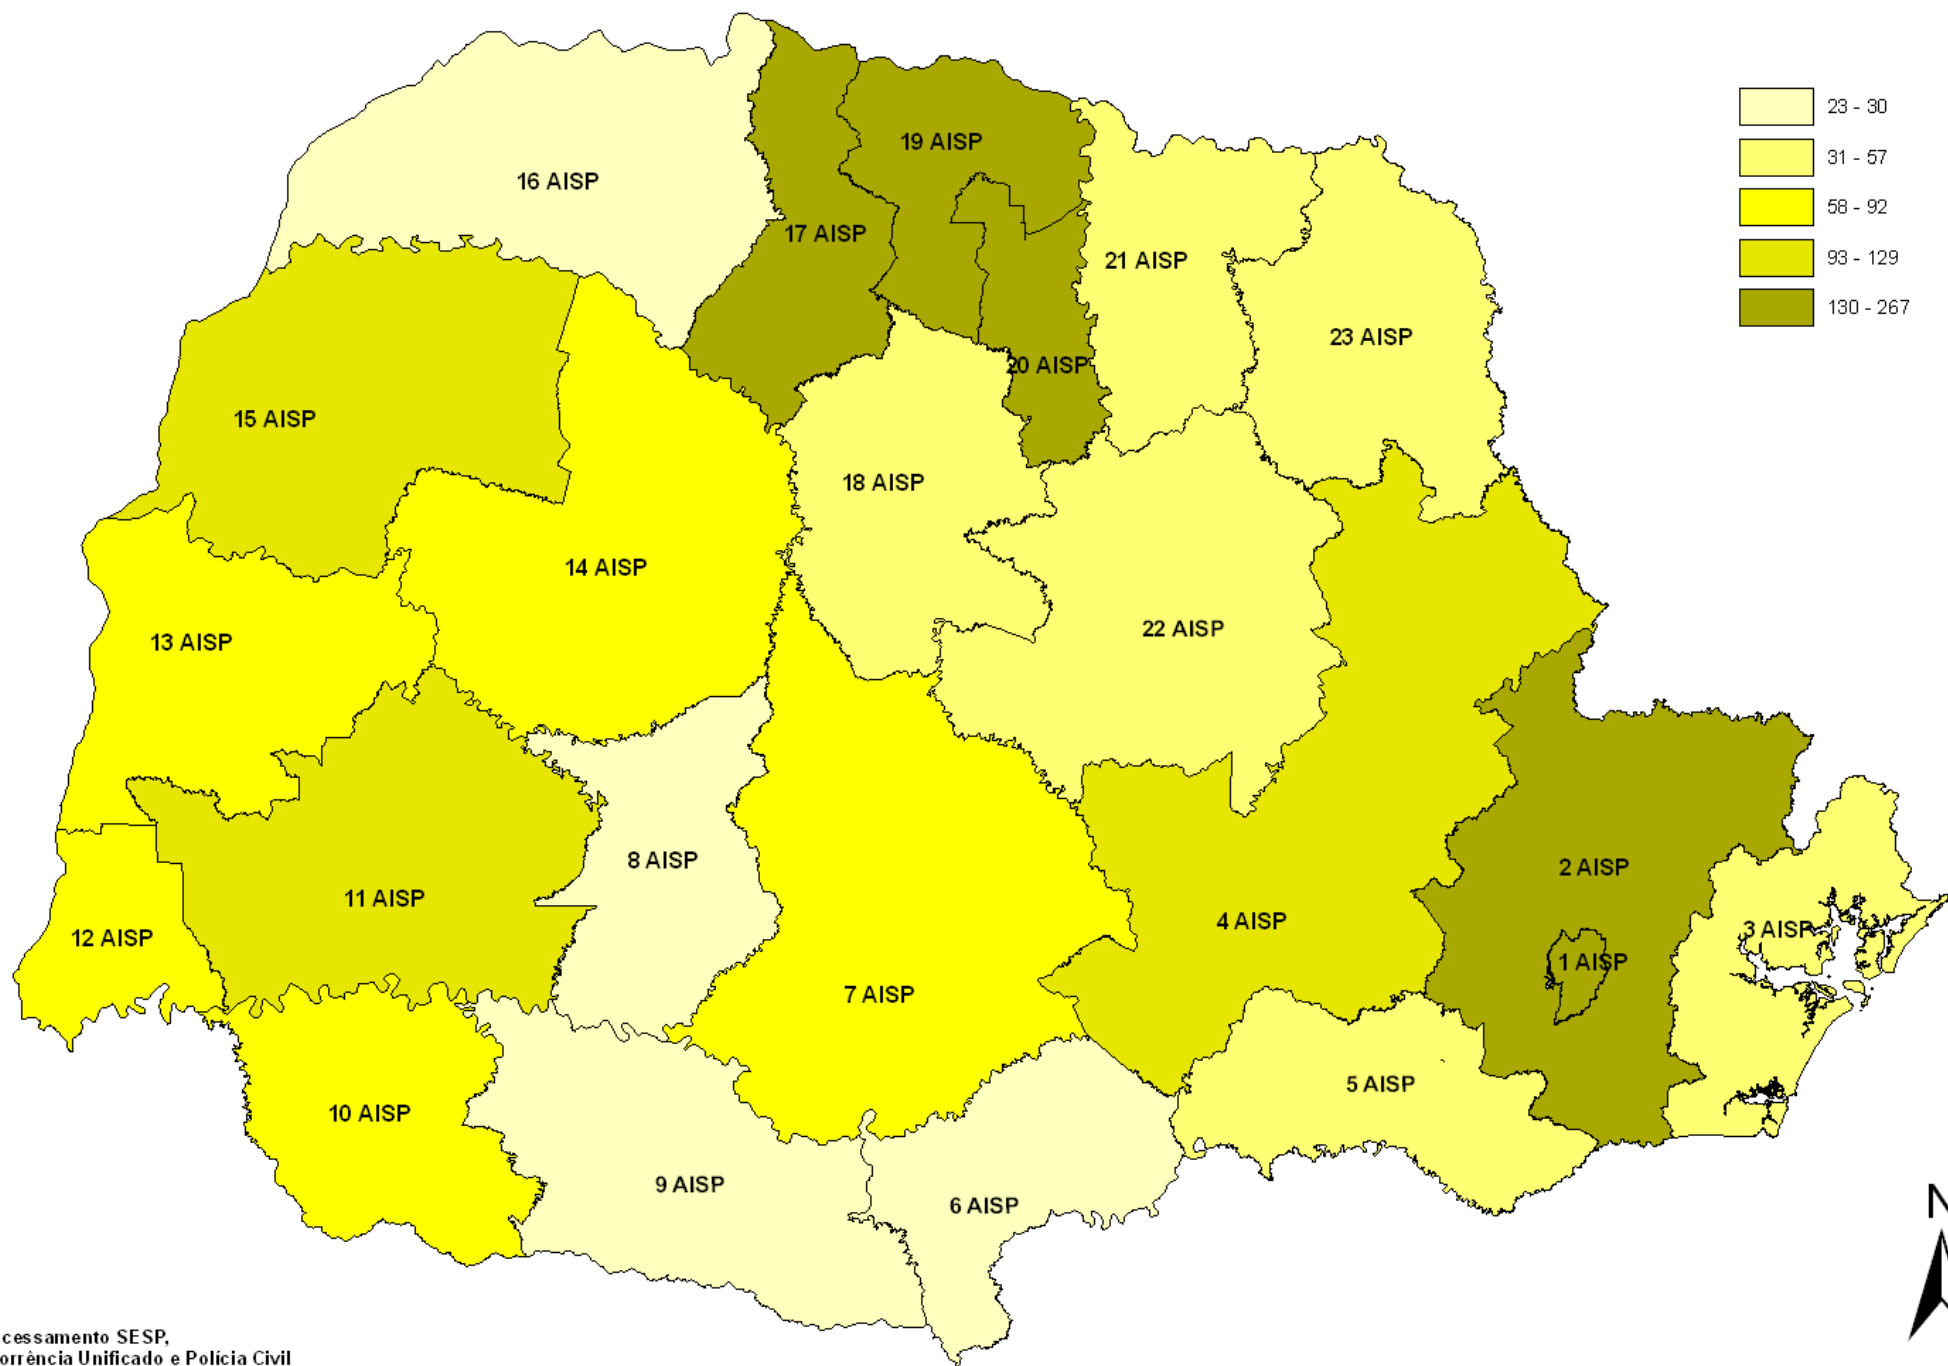 23 - 30
31 - 57
58 - 92
93 - 129
130 - 267
19 AISP
16 AISP
17 AISP
21 AISP
23 AISP
20 AISP
15 AISP
18 AISP
14 AISP
22 AISP
13 AISP
8 AISP
2 AISP
11 AISP
4 AISP
3 AISP
12 AISP
1 AISP
7 AISP
5 AISP
10 AISP
9 AISP
6 AISP
N
cessamento SESP,
orrência Unificado e Polícia Civil